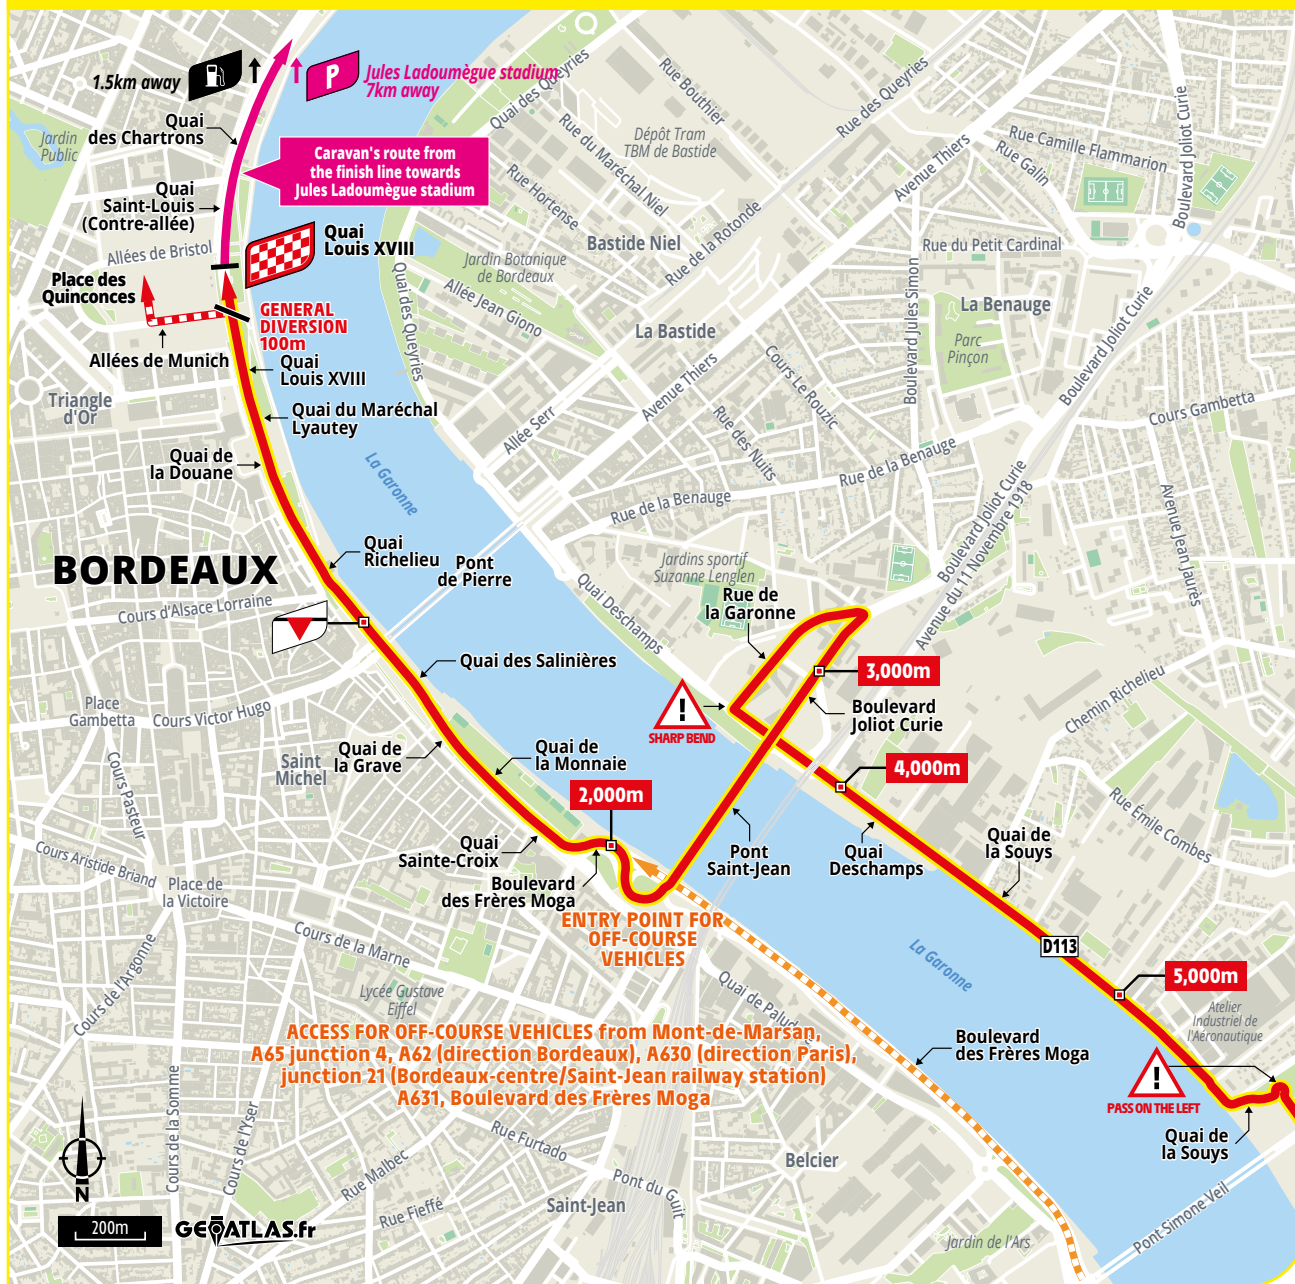 1.5km away
P
Jules Ladoumègue stadium
7km away
Quai
des Chartrons
Jardin
Public
Caravan's route from
the finish line towards
Jules Ladoumègue stadium
Quai
Saint-Louis
(Contre-allée)
Allées de Bristol
Quai
Louis XVIII
Place des
Quinconces
GENERAL
DIVERSION
100m
Allées de Munich
Quai
Louis XVIII
Triangle
d'Or
Quai du Maréchal
Lyautey
Quai de
la Douane
La Garonne
Quai des Queyries
Rue Bouthier
Rue du Maréchal Niel
Dépôt Tram
TBM de Bastide
Rue des Queyries
Avenue Thiers
Rue Camille Flammarion
Rue Galin
Boulevard Joliot Curie
Rue Hortense
Bastide Niel
Rue de la Rotonde
Rue du Petit Cardinal
Jardin Botanique
de Bordeaux
Quai des Queyries
Allée Jean Giono
La Bastide
Boulevard Jules Simon
La Benauge
Parc
Pinçon
Boulevard Joliot Curie
Cours Le Rouzic
Avenue Thiers
Allée Serr
Rue des Nuits
Cours Gambetta
Rue de la Benauge
Rue de la Benauge
Boulevard Joliot Curie
Avenue du 11 Novembre 1918
Avenue Jean Jaurès
BORDEAUX
Quai
Richelieu
Pont
de Pierre
Cours d'Alsace Lorraine
Quai Deschamps
Jardins sportif
Suzanne Lenglen
Rue de
la Garonne
Quai des Salinières
3,000m
Boulevard
Joliot Curie
!
SHARP BEND
Chemin Richelieu
Place
Gambetta
Cours Victor Hugo
Saint
Michel
Quai de
la Grave
Quai de
la Monnaie
Cours Pasteur
2,000m
4,000m
Rue Émile Combes
Quai
Sainte-Croix
Boulevard
des Frères Moga
Pont
Saint-Jean
Quai
Deschamps
Quai de
la Souys
Cours Aristide Briand
Place de
la Victoire
ENTRY POINT FOR
OFF-COURSE
VEHICLES
Cours de la Marne
Cours de l'Argonne
La Garonne
D113
5,000m
Lycée Gustave
Eiffel
Quai de Paludate
Atelier
Industriel de
l'Aéronautique
ACCESS FOR OFF-COURSE VEHICLES from Mont-de-Marsan,
A65 junction 4, A62 (direction Bordeaux), A630 (direction Paris),
junction 21 (Bordeaux-centre/Saint-Jean railway station)
A631, Boulevard des Frères Moga
Boulevard
des Frères Moga
!
PASS ON THE LEFT
Quai de
la Souys
Cours de la Somme
Cours de l'Yser
Rue Furtado
Rue Malbec
Rue Fieffé
Belcier
Saint-Jean
Pont du Guit
Pont Simone Veil
Jardin de l'Ars
N
200m
GEOATLAS.fr